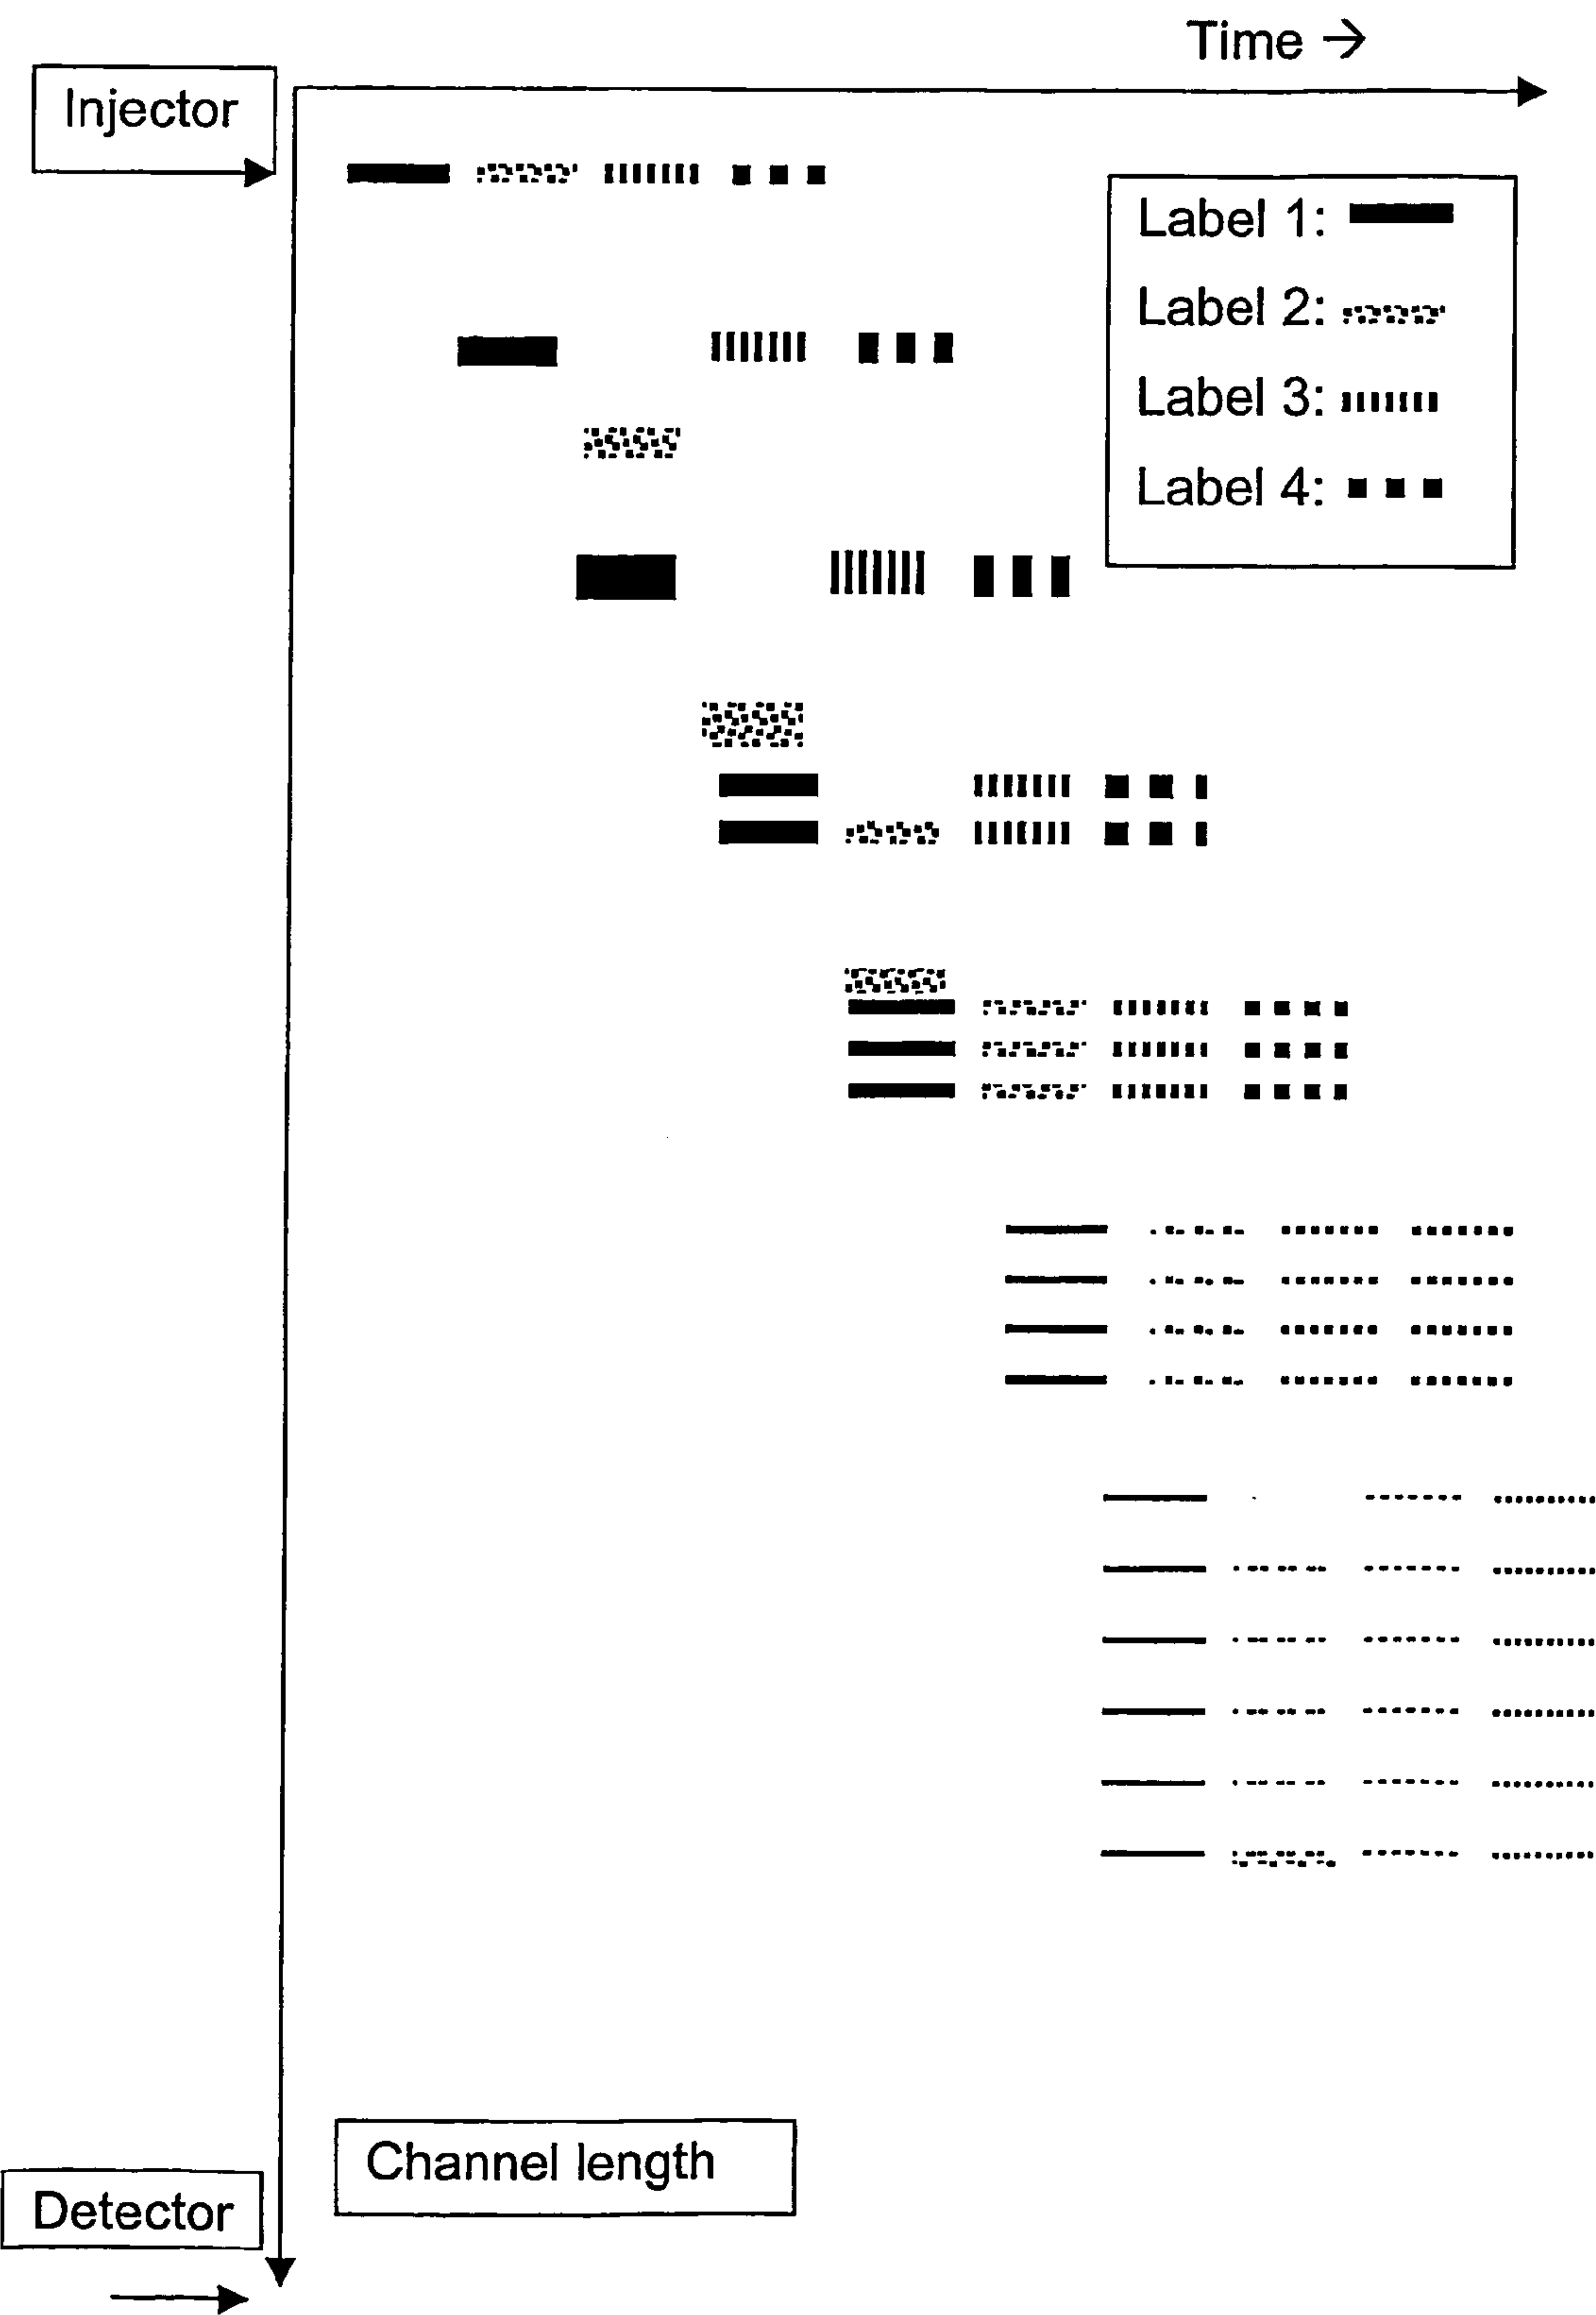 Time →
Injector
Label 1:
Label 2:
Label 3:
Label 4:
Channel length
Detector